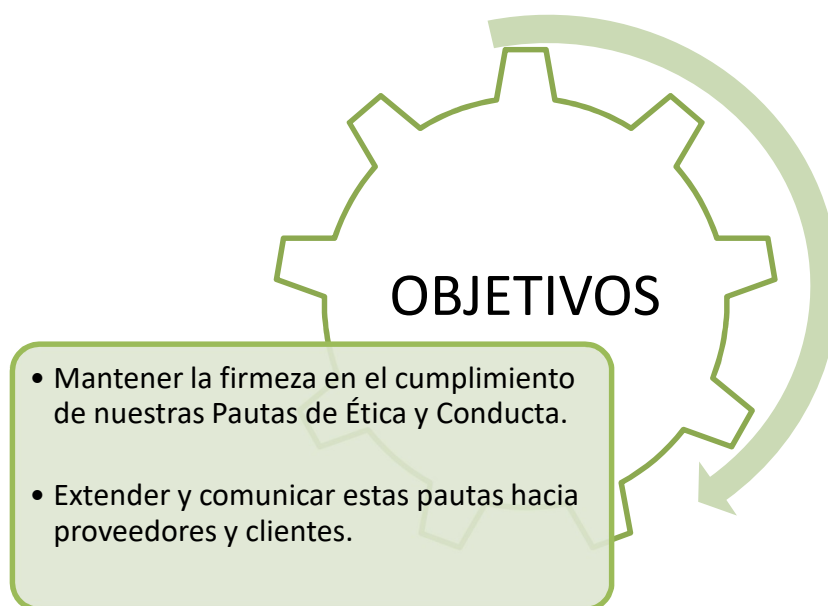 OBJETIVOS
• Mantener la firmeza en el cumplimiento
de nuestras Pautas de Ética y Conducta.
• Extender y comunicar estas pautas hacia
proveedores y clientes.